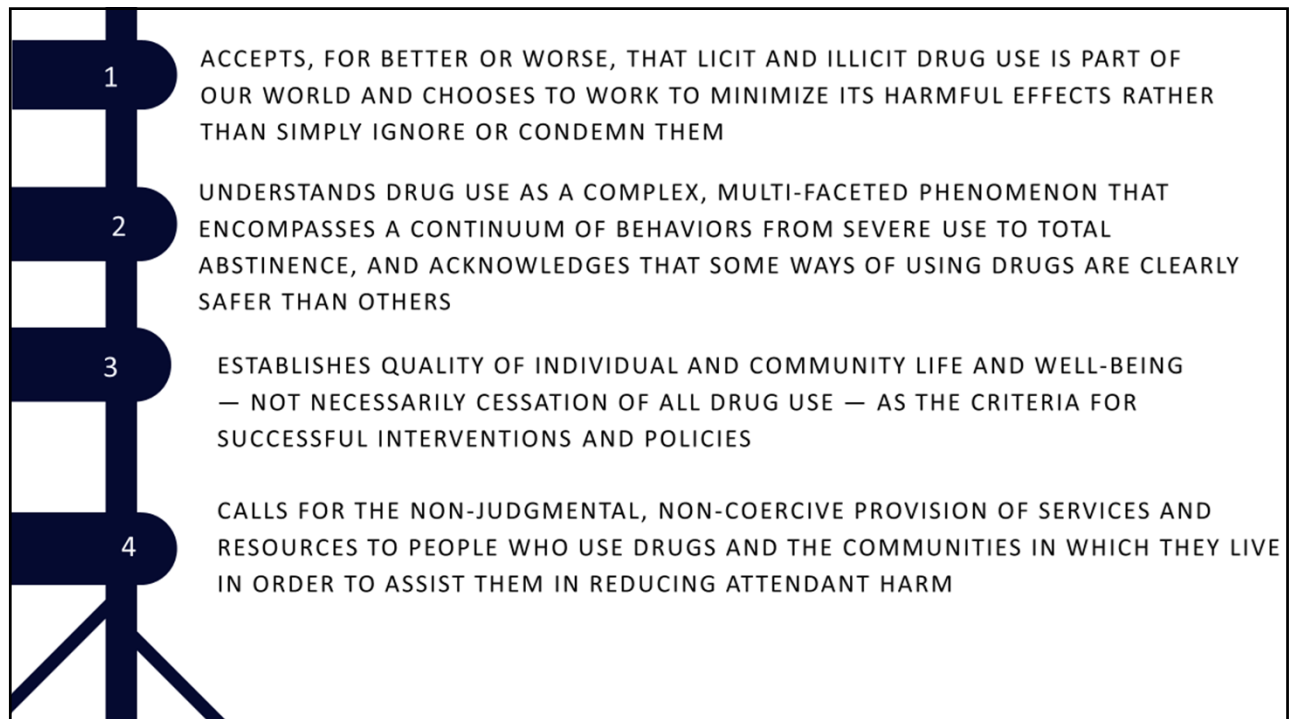 1
ACCEPTS, FOR BETTER OR WORSE, THAT LICIT AND ILLICIT DRUG USE IS PART OF
OUR WORLD AND CHOOSES TO WORK TO MINIMIZE ITS HARMFUL EFFECTS RATHER
THAN SIMPLY IGNORE OR CONDEMN THEM
2
UNDERSTANDS DRUG USE AS A COMPLEX, MULTI-FACETED PHENOMENON THAT
ENCOMPASSES A CONTINUUM OF BEHAVIORS FROM SEVERE USE TO TOTAL
ABSTINENCE, AND ACKNOWLEDGES THAT SOME WAYS OF USING DRUGS ARE CLEARLY
SAFER THAN OTHERS
3
ESTABLISHES QUALITY OF INDIVIDUAL AND COMMUNITY LIFE AND WELL-BEING
— NOT NECESSARILY CESSATION OF ALL DRUG USE — AS THE CRITERIA FOR
SUCCESSFUL INTERVENTIONS AND POLICIES
4
CALLS FOR THE NON-JUDGMENTAL, NON-COERCIVE PROVISION OF SERVICES AND
RESOURCES TO PEOPLE WHO USE DRUGS AND THE COMMUNITIES IN WHICH THEY LIVE
IN ORDER TO ASSIST THEM IN REDUCING ATTENDANT HARM